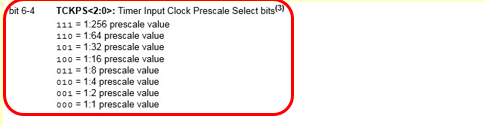 bit 6-4 TCKPS<2:0>: Timer Input Clock Prescale Select bits(3)
111 = 1:256 prescale value
110 = 1:64 prescale value
101 = 1:32 prescale value
100 = 1:16 prescale value
011 = 1:8 prescale value
010 = 1:4 prescale value
001 = 1:2 prescale value
000 = 1:1 prescale value